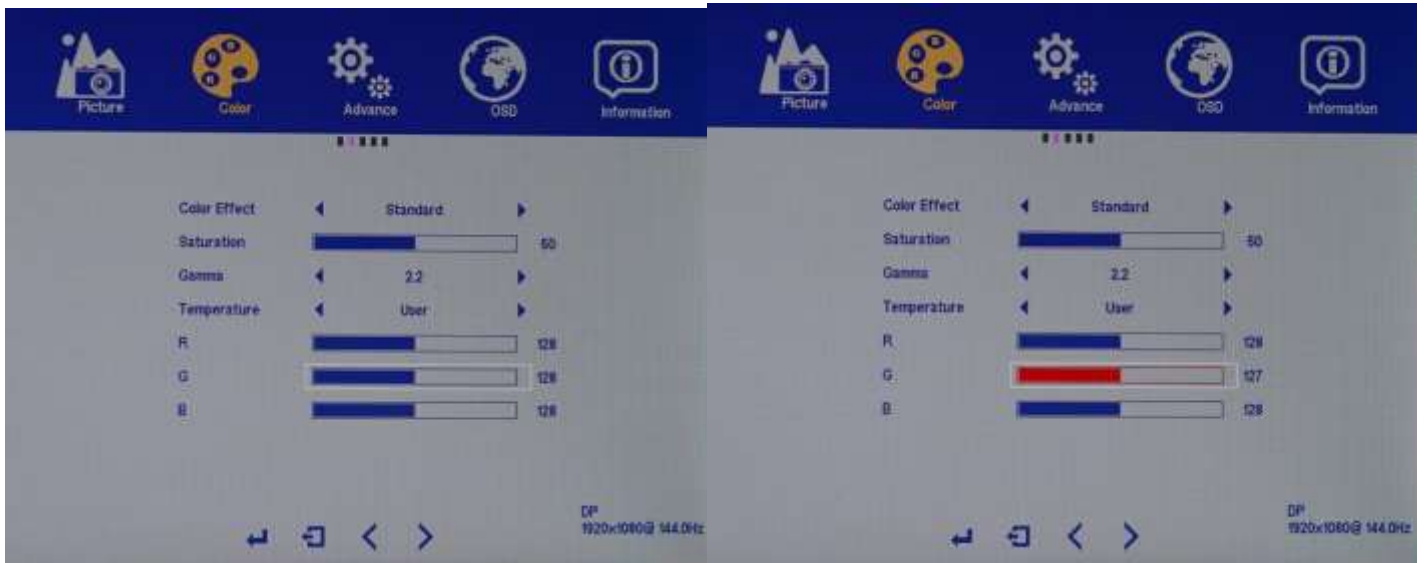 Picture Color Advance OSD Information
Color Effect Standard
Saturation 50
Gamma 2.2
Temperature User
R 128
G 128
B 128
DP
1920x1080@ 144.0Hz
Picture Color Advance OSD Information
Color Effect Standard
Saturation 50
Gamma 2.2
Temperature User
R 128
G 127
B 128
DP
1920x1080@ 144.0Hz